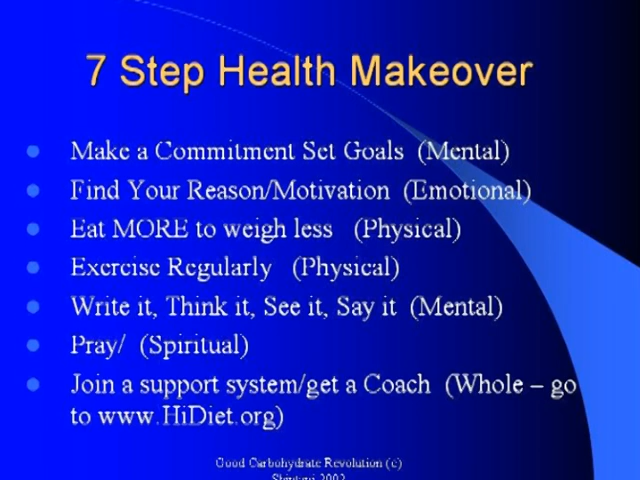 7 Step Health Makeover
Make a Commitment Set Goals (Mental)
Find Your Reason/Motivation (Emotional)
Eat MORE to weigh less (Physical)
Exercise Regularly (Physical)
Write it, Think it, See it, Say it (Mental)
Pray/ (Spiritual)
Join a support system/get a Coach (Whole – go
to www.HiDiet.org)
Good Carbohydrate Revolution (c)